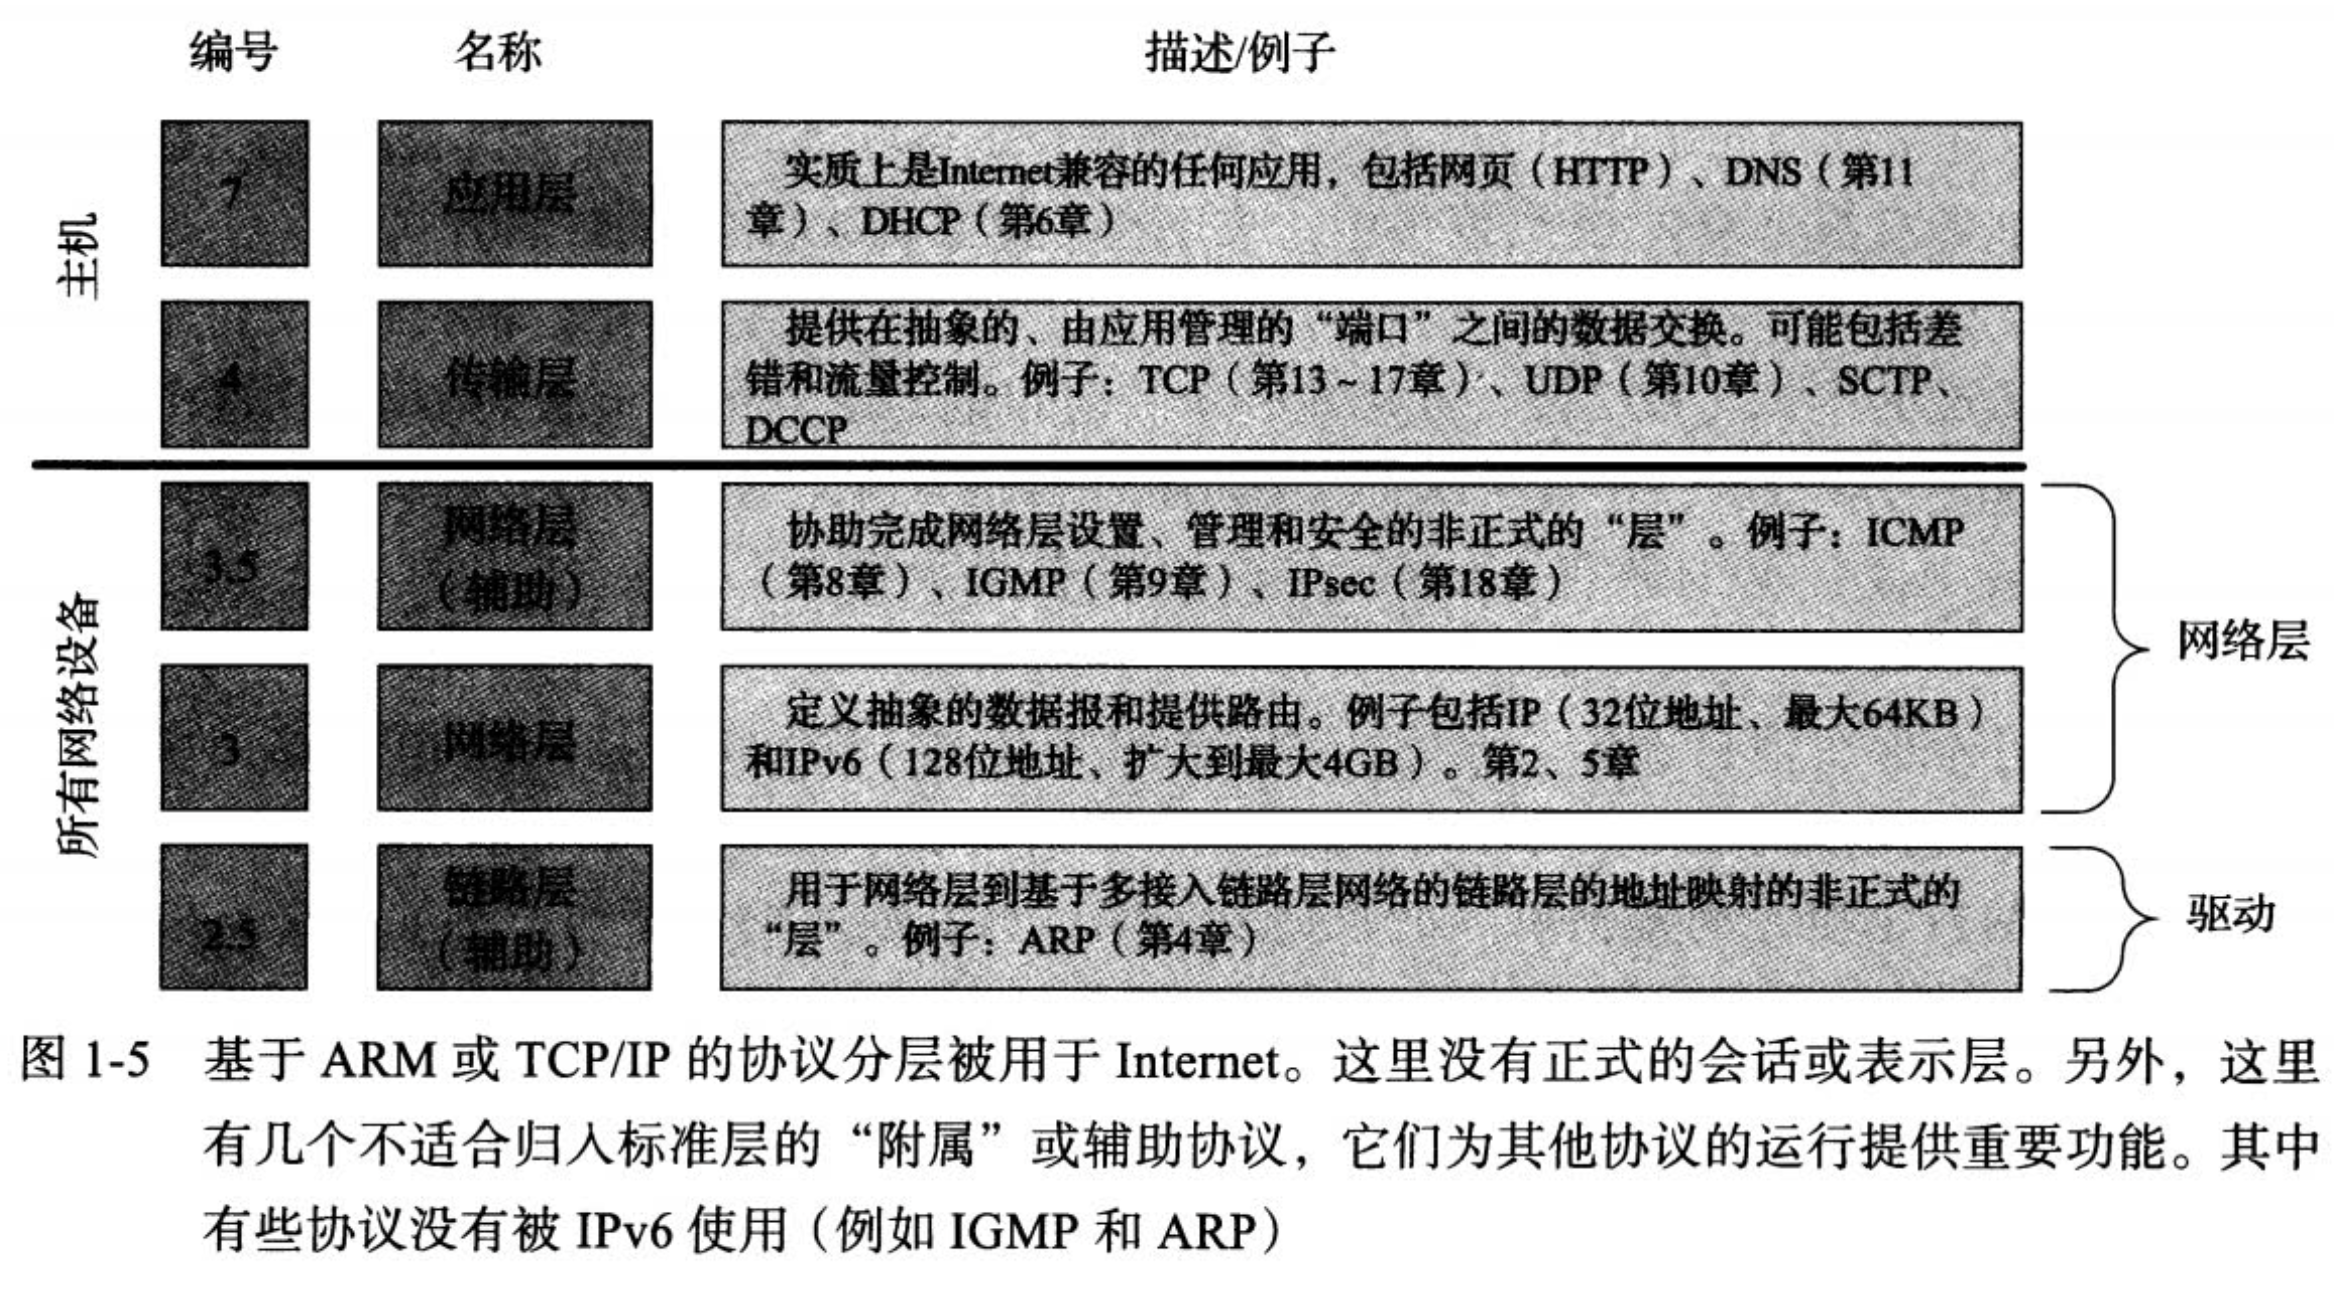 编号 名称 描述/例子
主机
7 应用层 实质上是Internet兼容的任何应用，包括网页（HTTP）、DNS（第11
章）、DHCP（第6章）
4 传输层 提供在抽象的、由应用管理的“端口”之间的数据交换。可能包括差
错和流量控制。例子：TCP（第13~17章）、UDP（第10章）、SCTP、
DCCP
所有网络设备
3.5 网络层
（辅助）
协助完成网络层设置、管理和安全的非正式的“层”。例子：ICMP
（第8章）、IGMP（第9章）、IPsec（第18章）
3 网络层 定义抽象的数据报和提供路由。例子包括IP（32位地址、最大64KB）
和IPv6（128位地址、扩大到最大4GB）。第2、5章
网络层
2.5 链路层
（辅助）
用于网络层到基于多接入链路层网络的链路层的地址映射的非正式的
“层”。例子：ARP（第4章）
驱动
图 1-5 基于 ARM 或 TCP/IP 的协议分层被用于 Internet。这里没有正式的会话或表示层。另外，这里
有几个不适合归入标准层的“附属”或辅助协议，它们为其他协议的运行提供重要功能。其中
有些协议没有被 IPv6 使用（例如 IGMP 和 ARP）